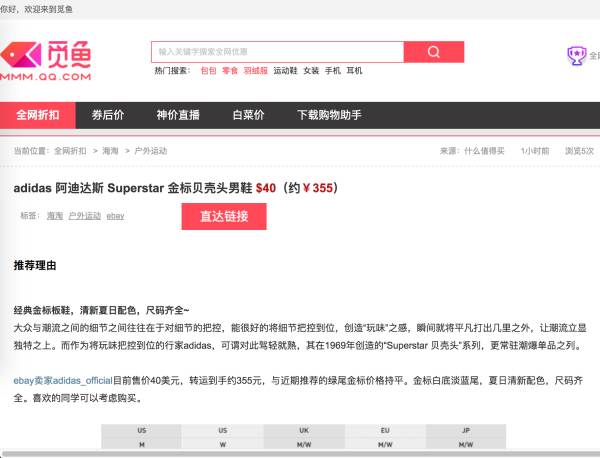 你好，欢迎来到觅鱼
觅鱼
MMM.QQ.COM
输入关键字搜索全网优惠
热门搜索： 包包 零食 羽绒服 运动鞋 女装 手机 耳机
全网折扣 券后价 神价直播 白菜价 下载购物助手
当前位置：全网折扣 > 海淘 > 户外运动
来源：什么值得买 1小时前 浏览5次
adidas 阿迪达斯 Superstar 金标贝壳头男鞋 $40（约￥355）
标签： 海淘 户外运动 ebay
直达链接
推荐理由
经典金标板鞋，清新夏日配色，尺码齐全~
大众与潮流之间的细节之间往往在于对细节的把控，能很好的将细节把控到位，创造“玩味”之感，瞬间就将平凡打出几里之外，让潮流立显
独特之上。而作为将玩味把控到位的行家adidas，可谓对此驾轻就熟，其在1969年创造的“Superstar 贝壳头”系列，更常驻潮爆单品之列。
ebay卖家adidas_official目前售价40美元，转运到手约355元，与近期推荐的绿尾金标价格持平。金标白底淡蓝尾，夏日清新配色，尺码齐
全。喜欢的同学可以考虑购买。
US US UK EU JP
M W M/W M/W M/W